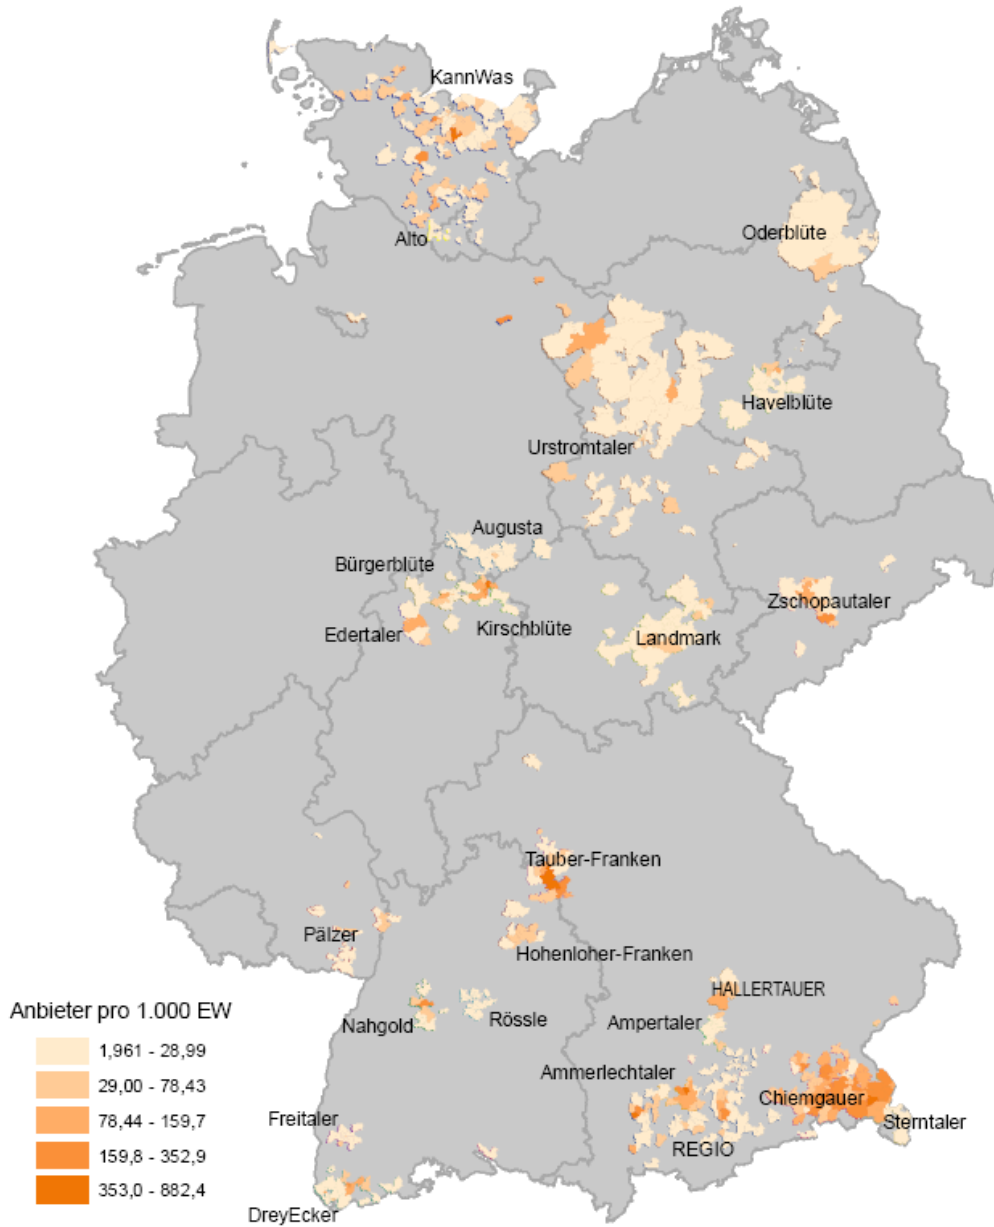 KannWas
Alto
Oderblüte
Havelblüte
Urstromtaler
Augusta
Bürgerblüte
Zschopautaler
Edertaler
Kirschblüte
Landmark
Tauber-Franken
Pälzer
Hohenloher-Franken
HALLERTAUER
Anbieter pro 1.000 EW
Nahgold
Rössle
Ampertaler
1,961 - 28,99
Ammerlechtaler
29,00 - 78,43
Chiemgauer
Freitaler
78,44 - 159,7
Sterntaler
REGIO
159,8 - 352,9
353,0 - 882,4
DreyEcker